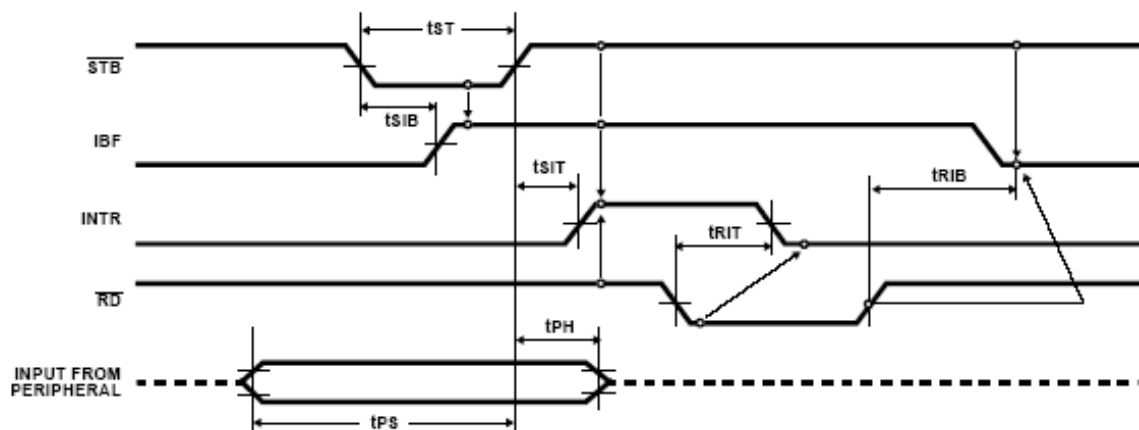 tST
STB
tSIB
IBF
tSIT
tRIB
INTR
tRIT
RD
tPH
INPUT FROM
PERIPHERAL
tPS